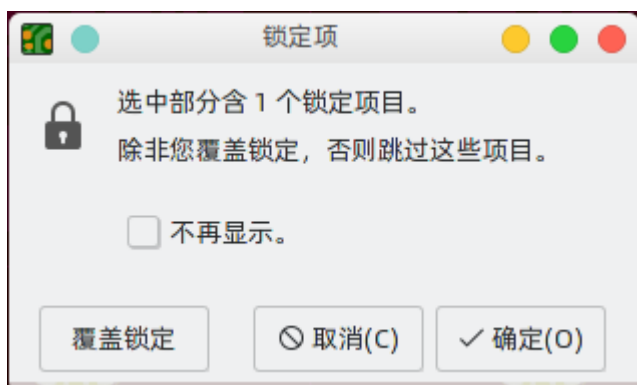 锁定项
选中部分含 1 个锁定项目。
除非您覆盖锁定，否则跳过这些项目。
不再显示。
覆盖锁定
取消(C)
确定(O)